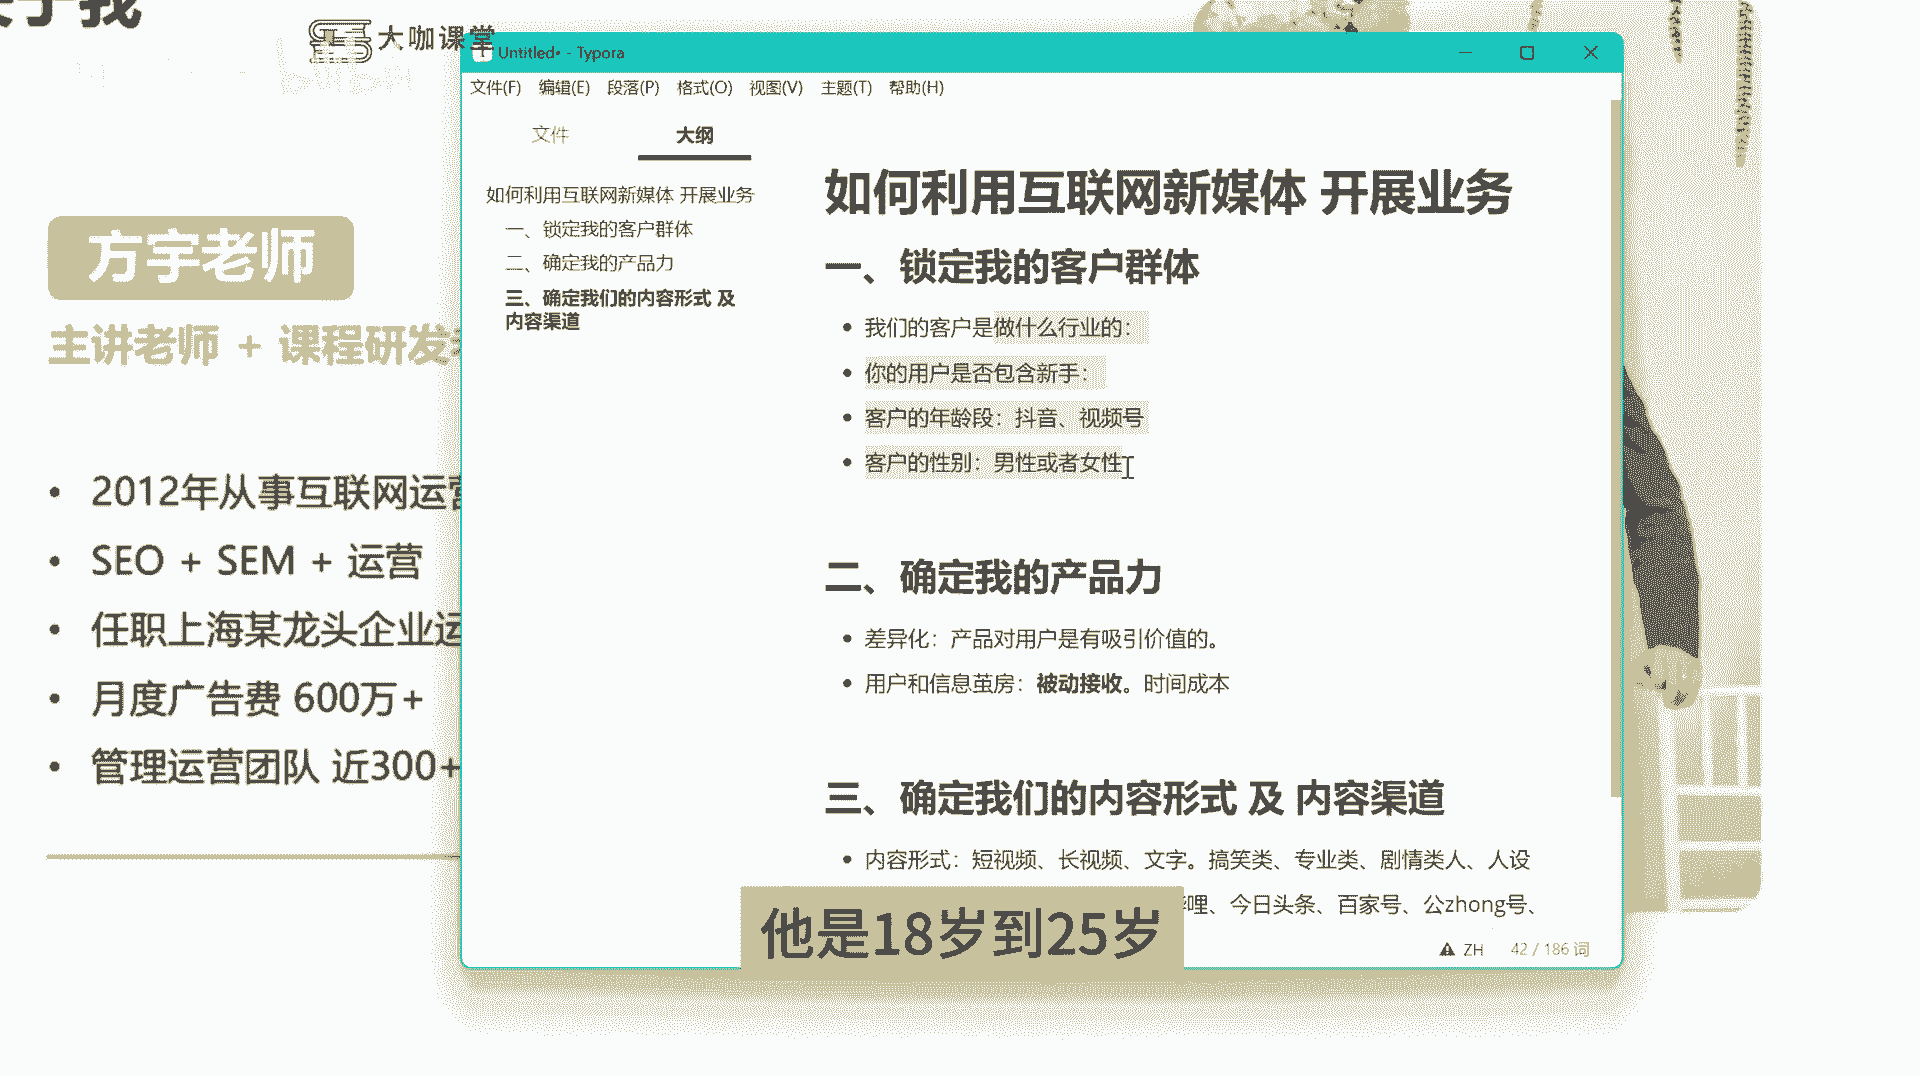 大咖课堂
方宇老师
主讲老师 + 课程研发
• 2012年从事互联网运营
• SEO + SEM + 运营
• 任职上海某龙头企业运
• 月度广告费 600万+
• 管理运营团队 近300+
Untitled• - Typora
文件(F) 编辑(E) 段落(P) 格式(O) 视图(V) 主题(T) 帮助(H)
文件 大纲
如何利用互联网新媒体 开展业务
一、锁定我的客户群体
二、确定我的产品力
三、确定我们的内容形式 及
内容渠道
如何利用互联网新媒体 开展业务
一、锁定我的客户群体
• 我们的客户是做什么行业的：
• 你的用户是否包含新手：
• 客户的年龄段：抖音、视频号
• 客户的性别：男性或者女性
二、确定我的产品力
• 差异化：产品对用户是有吸引价值的。
• 用户和信息茧房：被动接收。时间成本
三、确定我们的内容形式 及 内容渠道
• 内容形式：短视频、长视频、文字。搞笑类、专业类、剧情类人、人设
哩、今日头条、百家号、公zhong号、
ZH 42 / 186 词
他是18岁到25岁